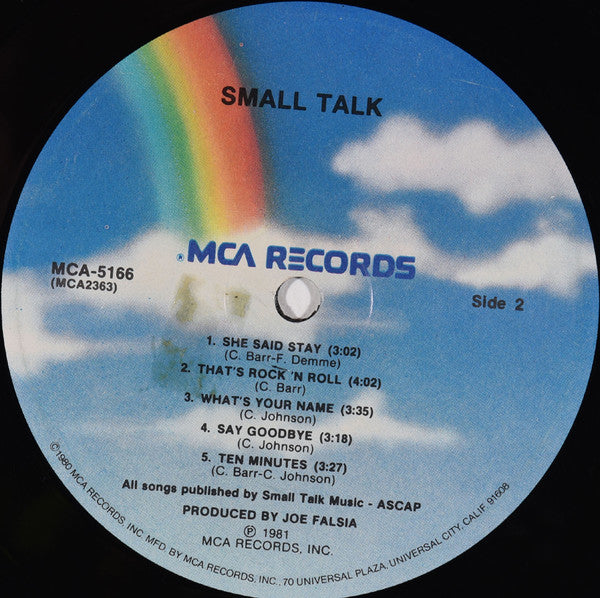 SMALL TALK
MCA RECORDS
MCA-5166
(MCA2363)
Side 2
1. SHE SAID STAY (3:02)
(C. Barr-F. Demme)
2. THAT'S ROCK 'N ROLL (4:02)
(C. Barr)
3. WHAT'S YOUR NAME (3:35)
(C. Johnson)
4. SAY GOODBYE (3:18)
(C. Johnson)
5. TEN MINUTES (3:27)
(C. Barr-C. Johnson)
All songs published by Small Talk Music - ASCAP
PRODUCED BY JOE FALSIA
℗ 1981
MCA RECORDS, INC.
©1980 MCA RECORDS, INC. MFD. BY MCA RECORDS, INC., 70 UNIVERSAL PLAZA, UNIVERSAL CITY, CALIF. 91608